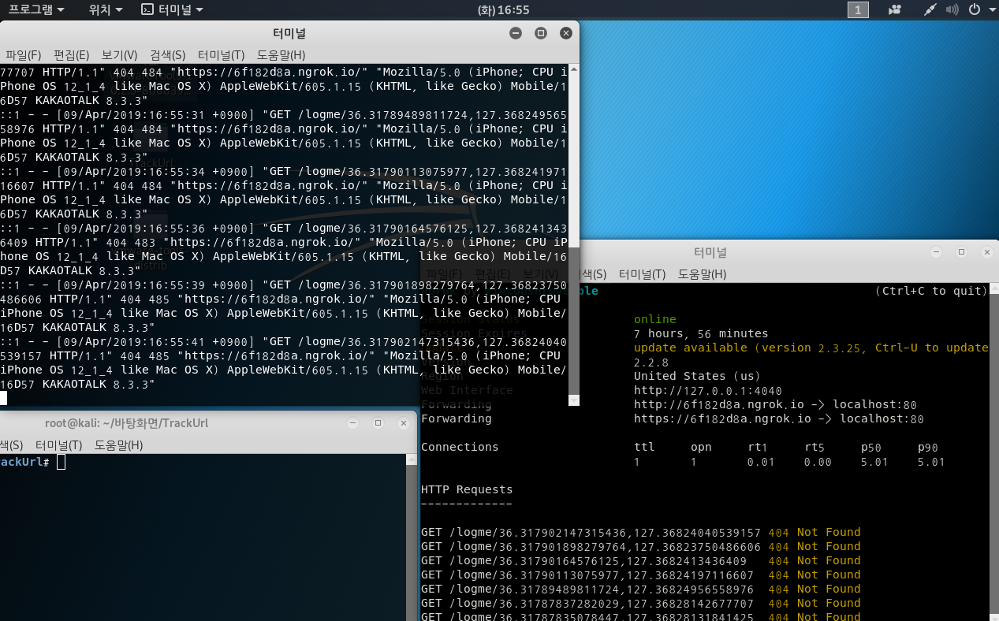 프로그램 위치 터미널 (화) 16:55 1
터미널
파일(F) 편집(E) 보기(V) 검색(S) 터미널(T) 도움말(H)
77707 HTTP/1.1" 404 484 "https://6f182d8a.ngrok.io/" "Mozilla/5.0 (iPhone; CPU i
Phone OS 12_1_4 like Mac OS X) AppleWebKit/605.1.15 (KHTML, like Gecko) Mobile/1
6D57 KAKAOTALK 8.3.3"
::1 - - [09/Apr/2019:16:55:31 +0900] "GET /logme/36.31789489811724,127.368249565
58976 HTTP/1.1" 404 484 "https://6f182d8a.ngrok.io/" "Mozilla/5.0 (iPhone; CPU i
Phone OS 12_1_4 like Mac OS X) AppleWebKit/605.1.15 (KHTML, like Gecko) Mobile/1
6D57 KAKAOTALK 8.3.3"
::1 - - [09/Apr/2019:16:55:34 +0900] "GET /logme/36.31790113075977,127.368241971
16607 HTTP/1.1" 404 484 "https://6f182d8a.ngrok.io/" "Mozilla/5.0 (iPhone; CPU i
Phone OS 12_1_4 like Mac OS X) AppleWebKit/605.1.15 (KHTML, like Gecko) Mobile/1
6D57 KAKAOTALK 8.3.3"
::1 - - [09/Apr/2019:16:55:36 +0900] "GET /logme/36.31790164576125,127.368241343
6409 HTTP/1.1" 404 483 "https://6f182d8a.ngrok.io/" "Mozilla/5.0 (iPhone; CPU iP
hone OS 12_1_4 like Mac OS X) AppleWebKit/605.1.15 (KHTML, like Gecko) Mobile/16
D57 KAKAOTALK 8.3.3"
::1 - - [09/Apr/2019:16:55:39 +0900] "GET /logme/36.317901898279764,127.36823750
486606 HTTP/1.1" 404 485 "https://6f182d8a.ngrok.io/" "Mozilla/5.0 (iPhone; CPU
iPhone OS 12_1_4 like Mac OS X) AppleWebKit/605.1.15 (KHTML, like Gecko) Mobile/
16D57 KAKAOTALK 8.3.3"
::1 - - [09/Apr/2019:16:55:41 +0900] "GET /logme/36.317902147315436,127.36824040
539157 HTTP/1.1" 404 485 "https://6f182d8a.ngrok.io/" "Mozilla/5.0 (iPhone; CPU
iPhone OS 12_1_4 like Mac OS X) AppleWebKit/605.1.15 (KHTML, like Gecko) Mobile/
16D57 KAKAOTALK 8.3.3"
TrackUrl
distrib
root@kali: ~/바탕화면/TrackUrl
색(S) 터미널(T) 도움말(H)
ackUrl#
터미널
파일(F) 편집(E) 보기(V) 색(S) 터미널(T) 도움말(H)
ble (Ctrl+C to quit)
Session Status online
Session Expires 7 hours, 56 minutes
update available (version 2.3.25, Ctrl-U to update
Version 2.2.8
Region United States (us)
Web Interface http://127.0.0.1:4040
Forwarding http://6f182d8a.ngrok.io -> localhost:80
Forwarding https://6f182d8a.ngrok.io -> localhost:80
Connections ttl opn rt1 rt5 p50 p90
1 1 0.01 0.00 5.01 5.01
HTTP Requests
-------------
GET /logme/36.317902147315436,127.36824040539157 404 Not Found
GET /logme/36.317901898279764,127.36823750486606 404 Not Found
GET /logme/36.31790164576125,127.3682413436409 404 Not Found
GET /logme/36.31790113075977,127.36824197116607 404 Not Found
GET /logme/36.31789489811724,127.36824956558976 404 Not Found
GET /logme/36.31787837282029,127.36828142677707 404 Not Found
GET /logme/36.31787835078447,127.36828131841425 404 Not Found